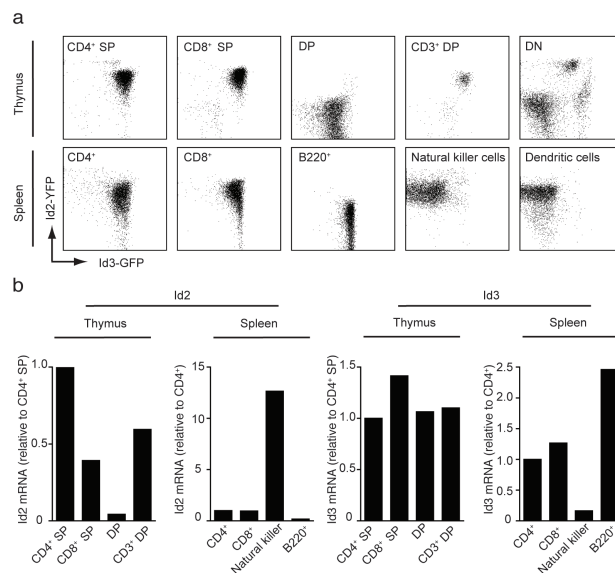 a
CD4⁺ SP
CD8⁺ SP
DP
CD3⁺ DP
DN
Thymus
CD4⁺
CD8⁺
B220⁺
Natural killer cells
Dendritic cells
Spleen
Id2-YFP
Id3-GFP
b
Id2
Id3
Thymus
Spleen
Thymus
Spleen
Id2 mRNA (relative to CD4⁺ SP)
1.0
0.5
0
CD4⁺ SP
CD8⁺ SP
DP
CD3⁺ DP
Id2 mRNA (relative to CD4⁺)
15
10
5
0
CD4⁺
CD8⁺
Natural killer
B220⁺
Id3 mRNA (relative to CD4⁺ SP)
1.5
1.0
0.5
0
CD4⁺ SP
CD8⁺ SP
DP
CD3⁺ DP
Id3 mRNA (relative to CD4⁺)
2.5
2.0
1.5
1.0
0.5
0
CD4⁺
CD8⁺
Natural killer
B220⁺